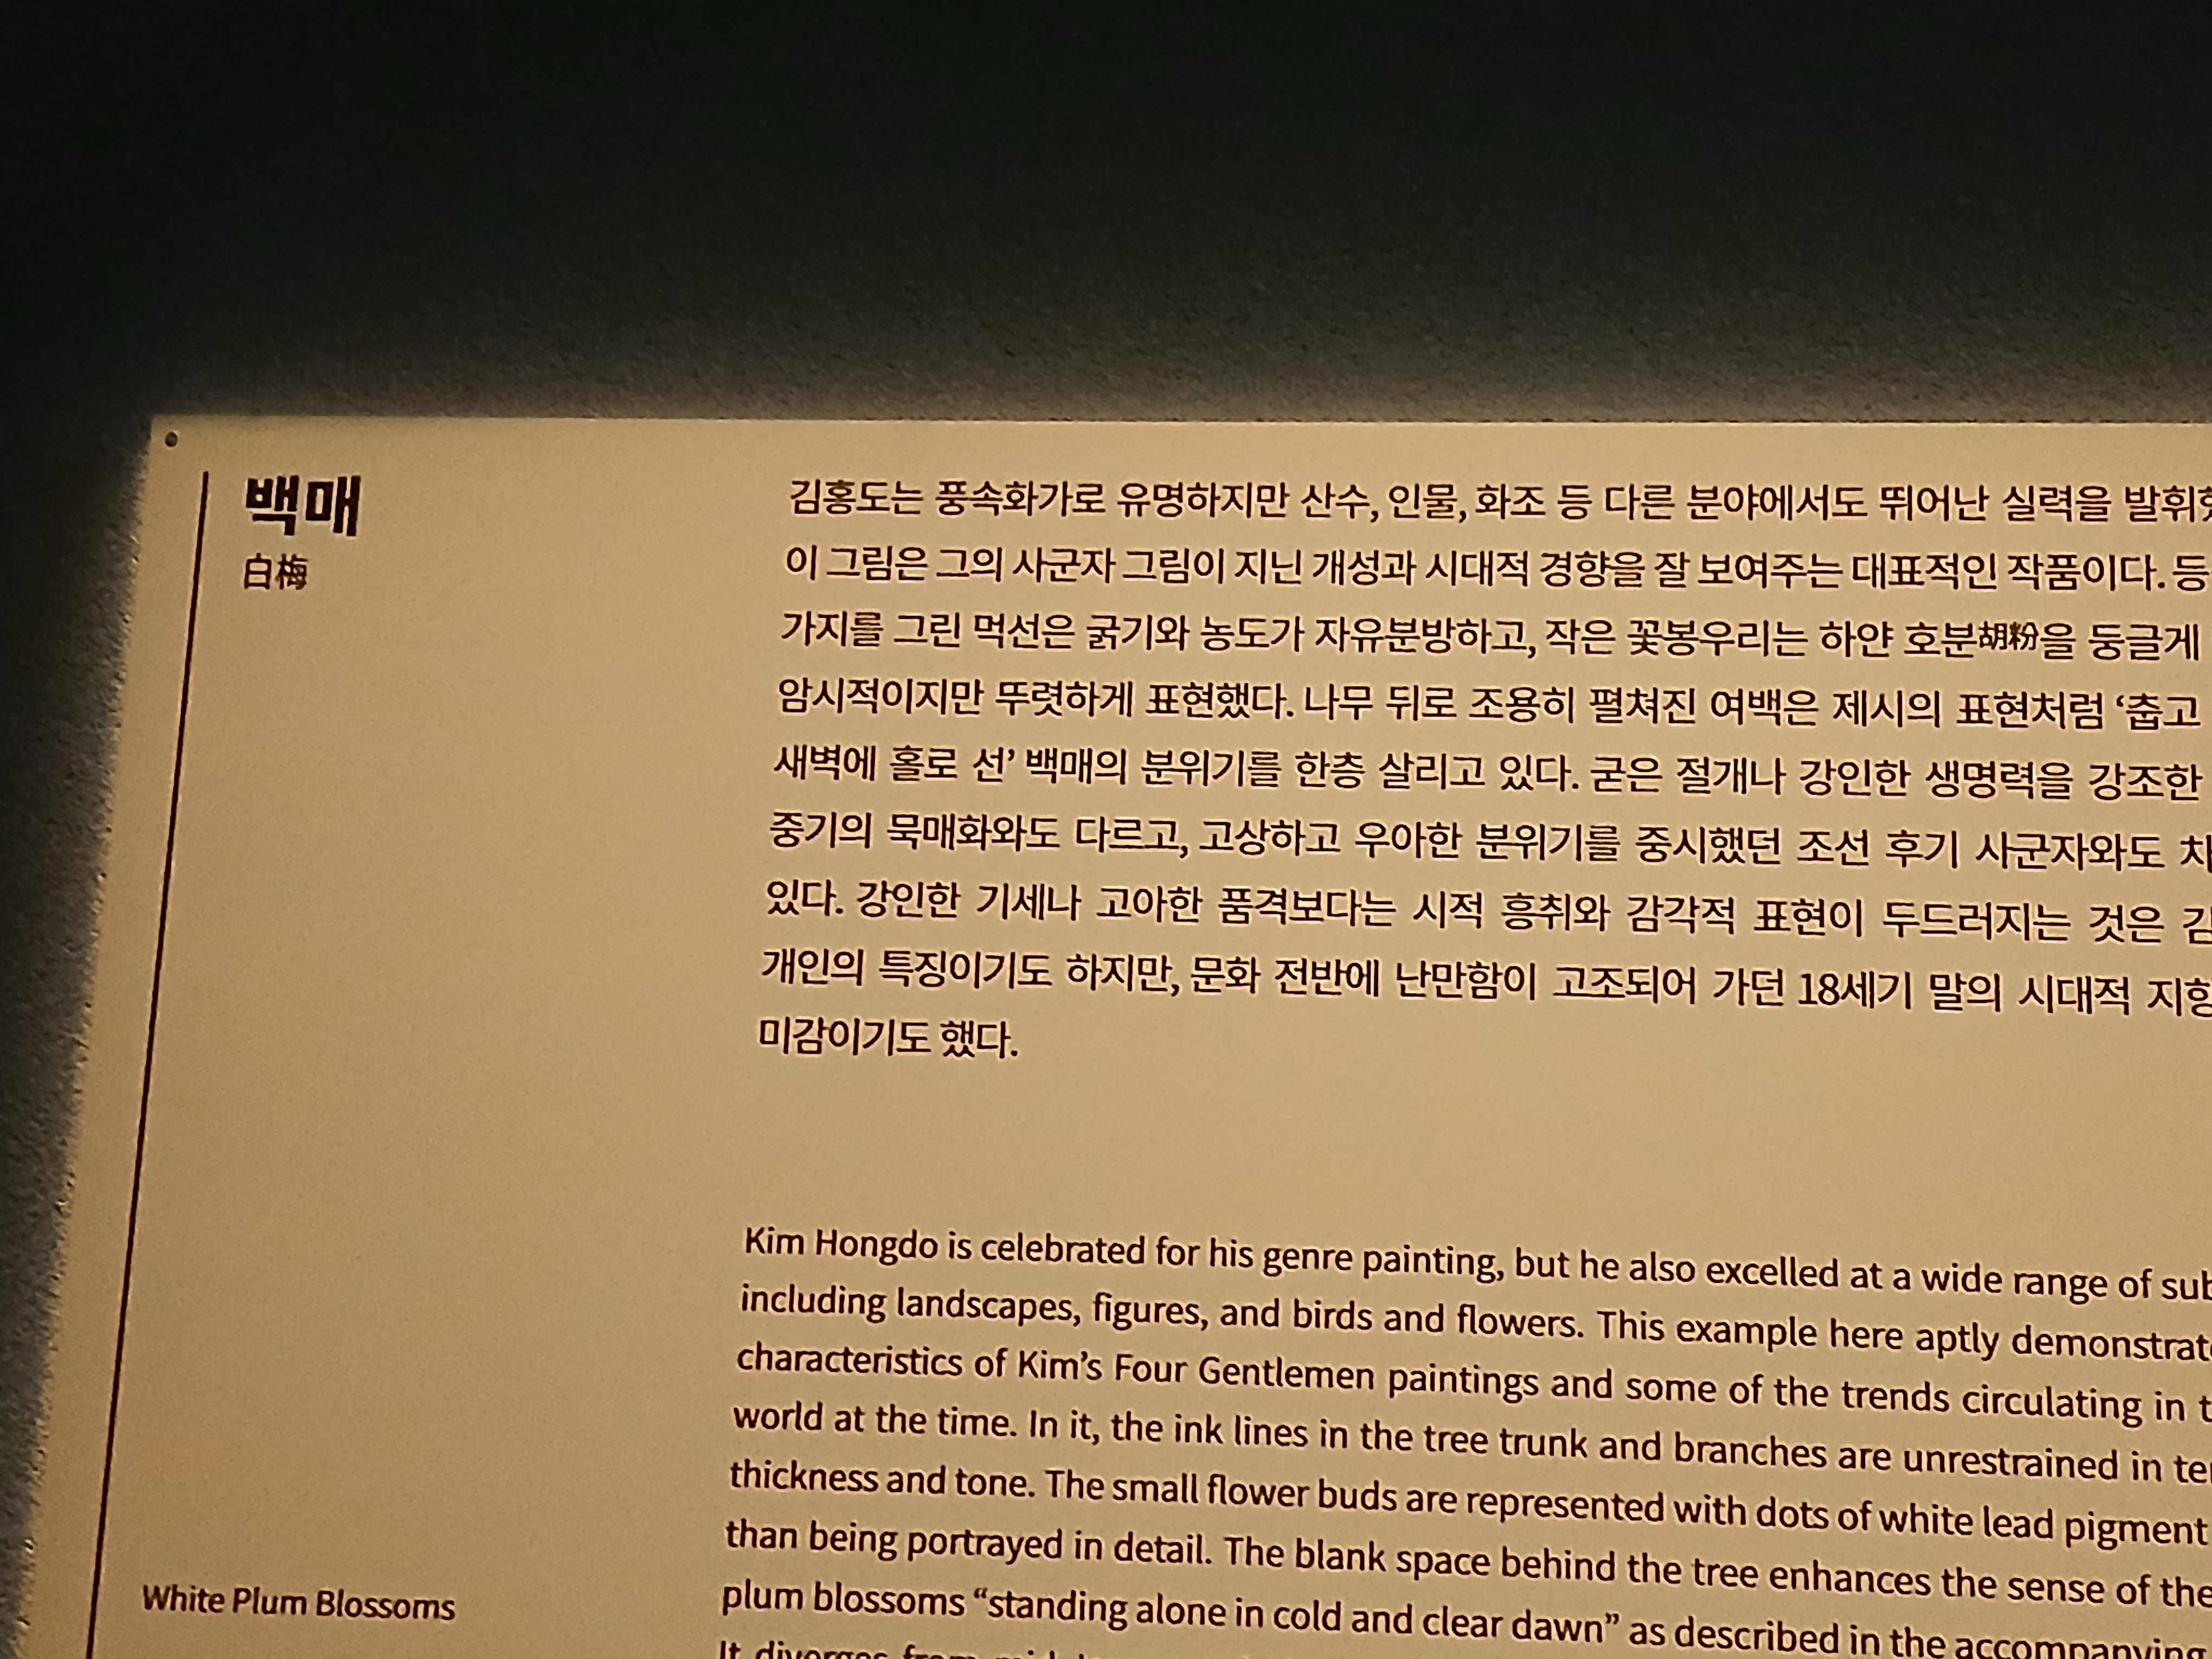 백매
白梅
김홍도는 풍속화가로 유명하지만 산수, 인물, 화조 등 다른 분야에서도 뛰어난 실력을
이 그림은 그의 사군자 그림이 지닌 개성과 시대적 경향을 잘 보여주는 대표적인 작품이다.
가지를 그린 먹선은 굵기와 농도가 자유분방하고, 작은 꽃봉우리는 하얀 호분胡粉을 둥글게
암시적이지만 뚜렷하게 표현했다. 나무 뒤로 조용히 펼쳐진 여백은 제시의 표현처럼 ‘춥고
새벽에 홀로 선’ 백매의 분위기를 한층 살리고 있다. 굳은 절개나 강인한 생명력을 강조한
중기의 묵매화와도 다르고, 고상하고 우아한 분위기를 중시했던 조선 후기 사군자와도
있다. 강인한 기세나 고아한 품격보다는 시적 흥취와 감각적 표현이 두드러지는 것은
개인의 특징이기도 하지만, 문화 전반에 난만함이 고조되어 가던 18세기 말의 시대적
미감이기도 했다.
Kim Hongdo is celebrated for his genre painting, but he also excelled at a wide range of
including landscapes, figures, and birds and flowers. This example here aptly
characteristics of Kim’s Four Gentlemen paintings and some of the trends circulating in
world at the time. In it, the ink lines in the tree trunk and branches are unrestrained in
thickness and tone. The small flower buds are represented with dots of white lead pigment
than being portrayed in detail. The blank space behind the tree enhances the sense of the
plum blossoms “standing alone in cold and clear dawn” as described in the accompanying
It diverges from
White Plum Blossoms